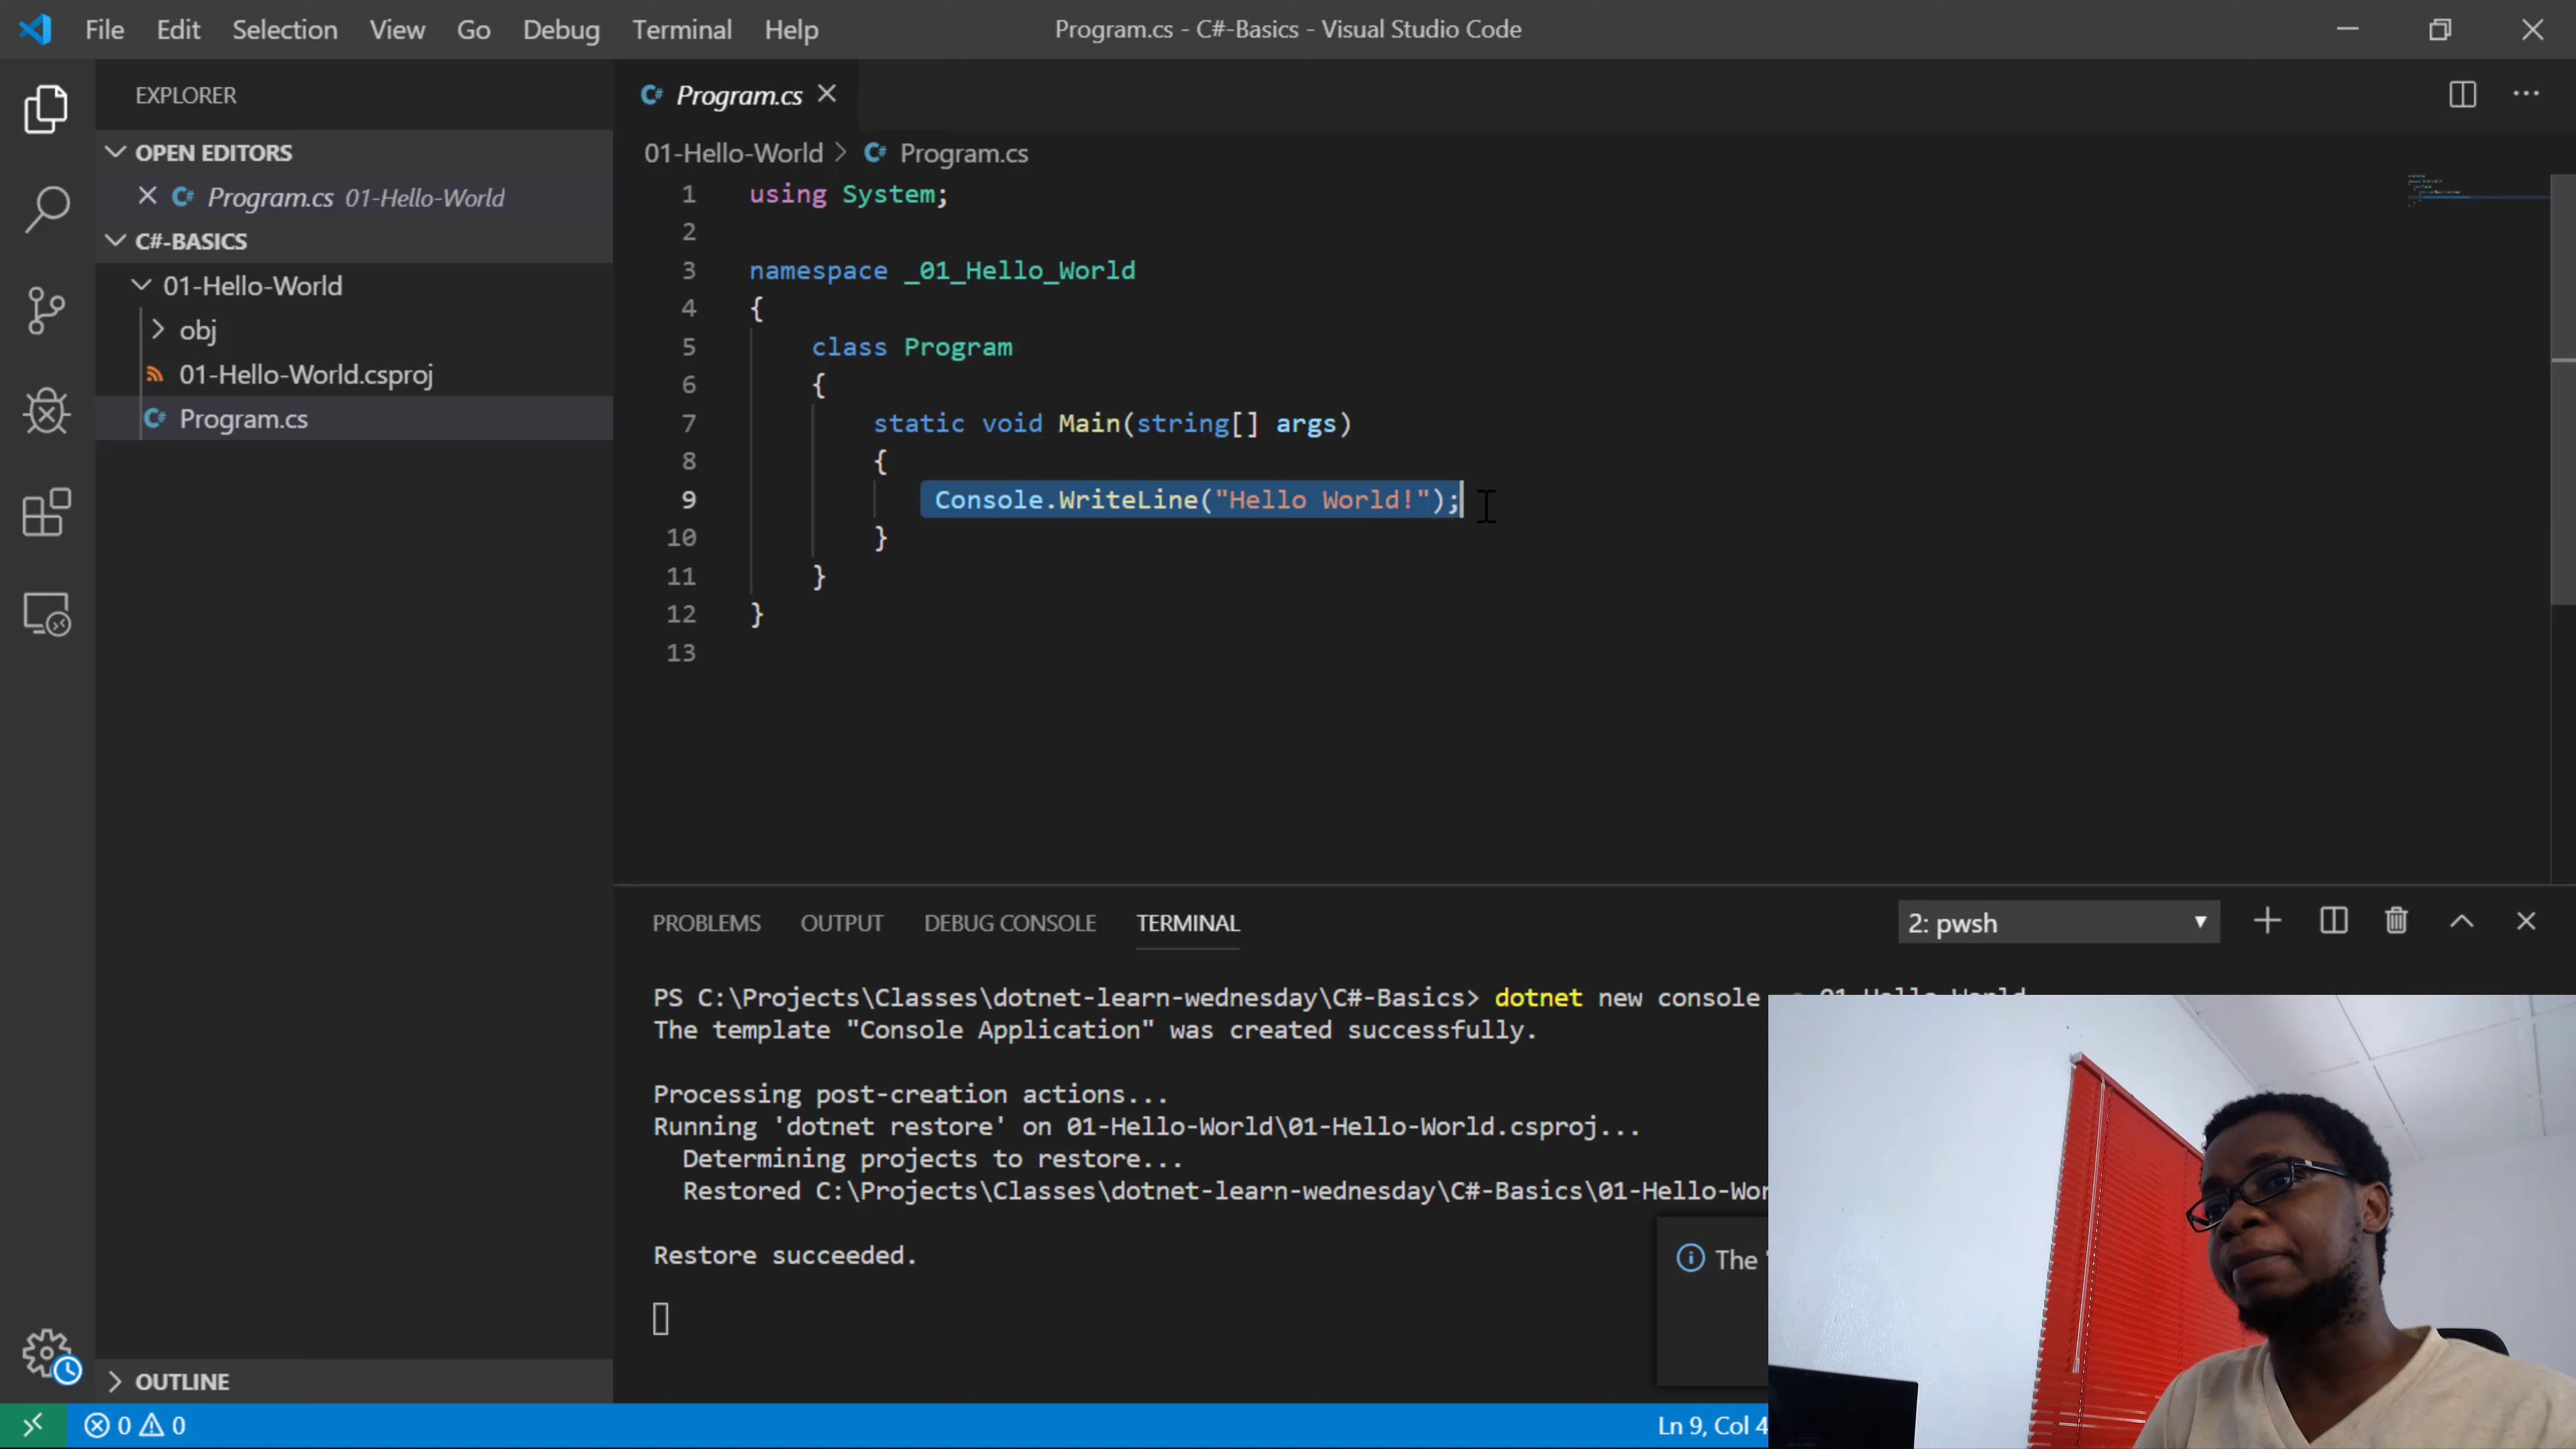 File Edit Selection View Go Debug Terminal Help
Program.cs - C#-Basics - Visual Studio Code
EXPLORER
OPEN EDITORS
Program.cs 01-Hello-World
C#-BASICS
01-Hello-World
obj
01-Hello-World.csproj
C# Program.cs
OUTLINE
C# Program.cs
01-Hello-World > C# Program.cs
1 using System;
2
3 namespace _01_Hello_World
4 {
5 class Program
6 {
7 static void Main(string[] args)
8 {
9 Console.WriteLine("Hello World!");
10 }
11 }
12 }
13
PROBLEMS OUTPUT DEBUG CONSOLE TERMINAL
2: pwsh
PS C:\Projects\Classes\dotnet-learn-wednesday\C#-Basics> dotnet new console
The template "Console Application" was created successfully.
Processing post-creation actions...
Running 'dotnet restore' on 01-Hello-World\01-Hello-World.csproj...
Determining projects to restore...
Restored C:\Projects\Classes\dotnet-learn-wednesday\C#-Basics\01-Hello-Wor
Restore succeeded.
The
0 0
Ln 9, Col 4